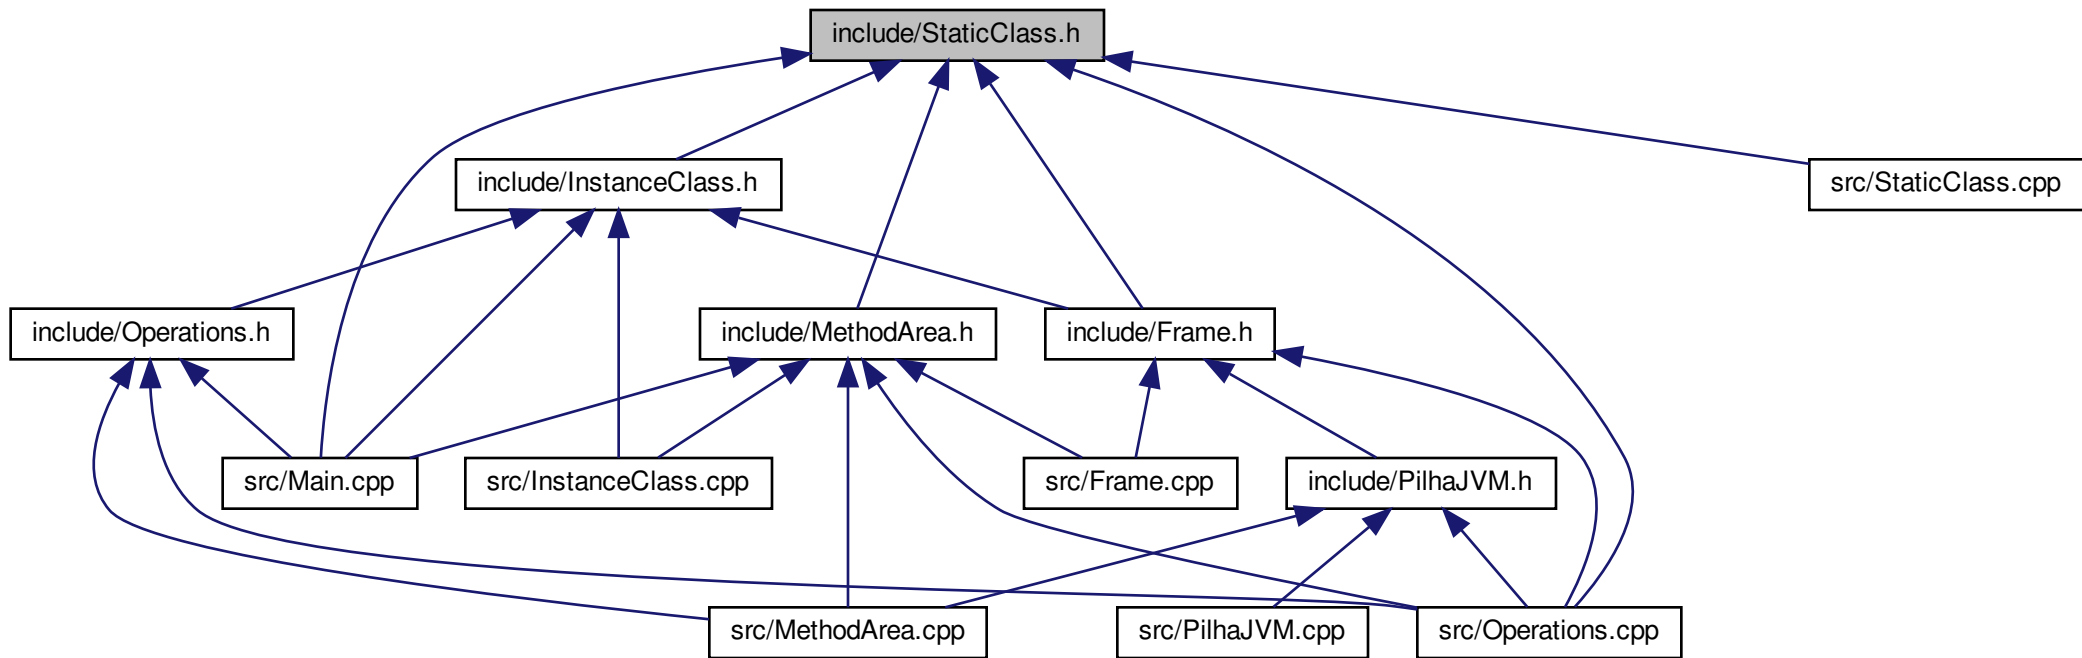 include/StaticClass.h
include/InstanceClass.h
src/StaticClass.cpp
include/Operations.h
include/MethodArea.h
include/Frame.h
src/Main.cpp
src/InstanceClass.cpp
src/Frame.cpp
include/PilhaJVM.h
src/MethodArea.cpp
src/PilhaJVM.cpp
src/Operations.cpp